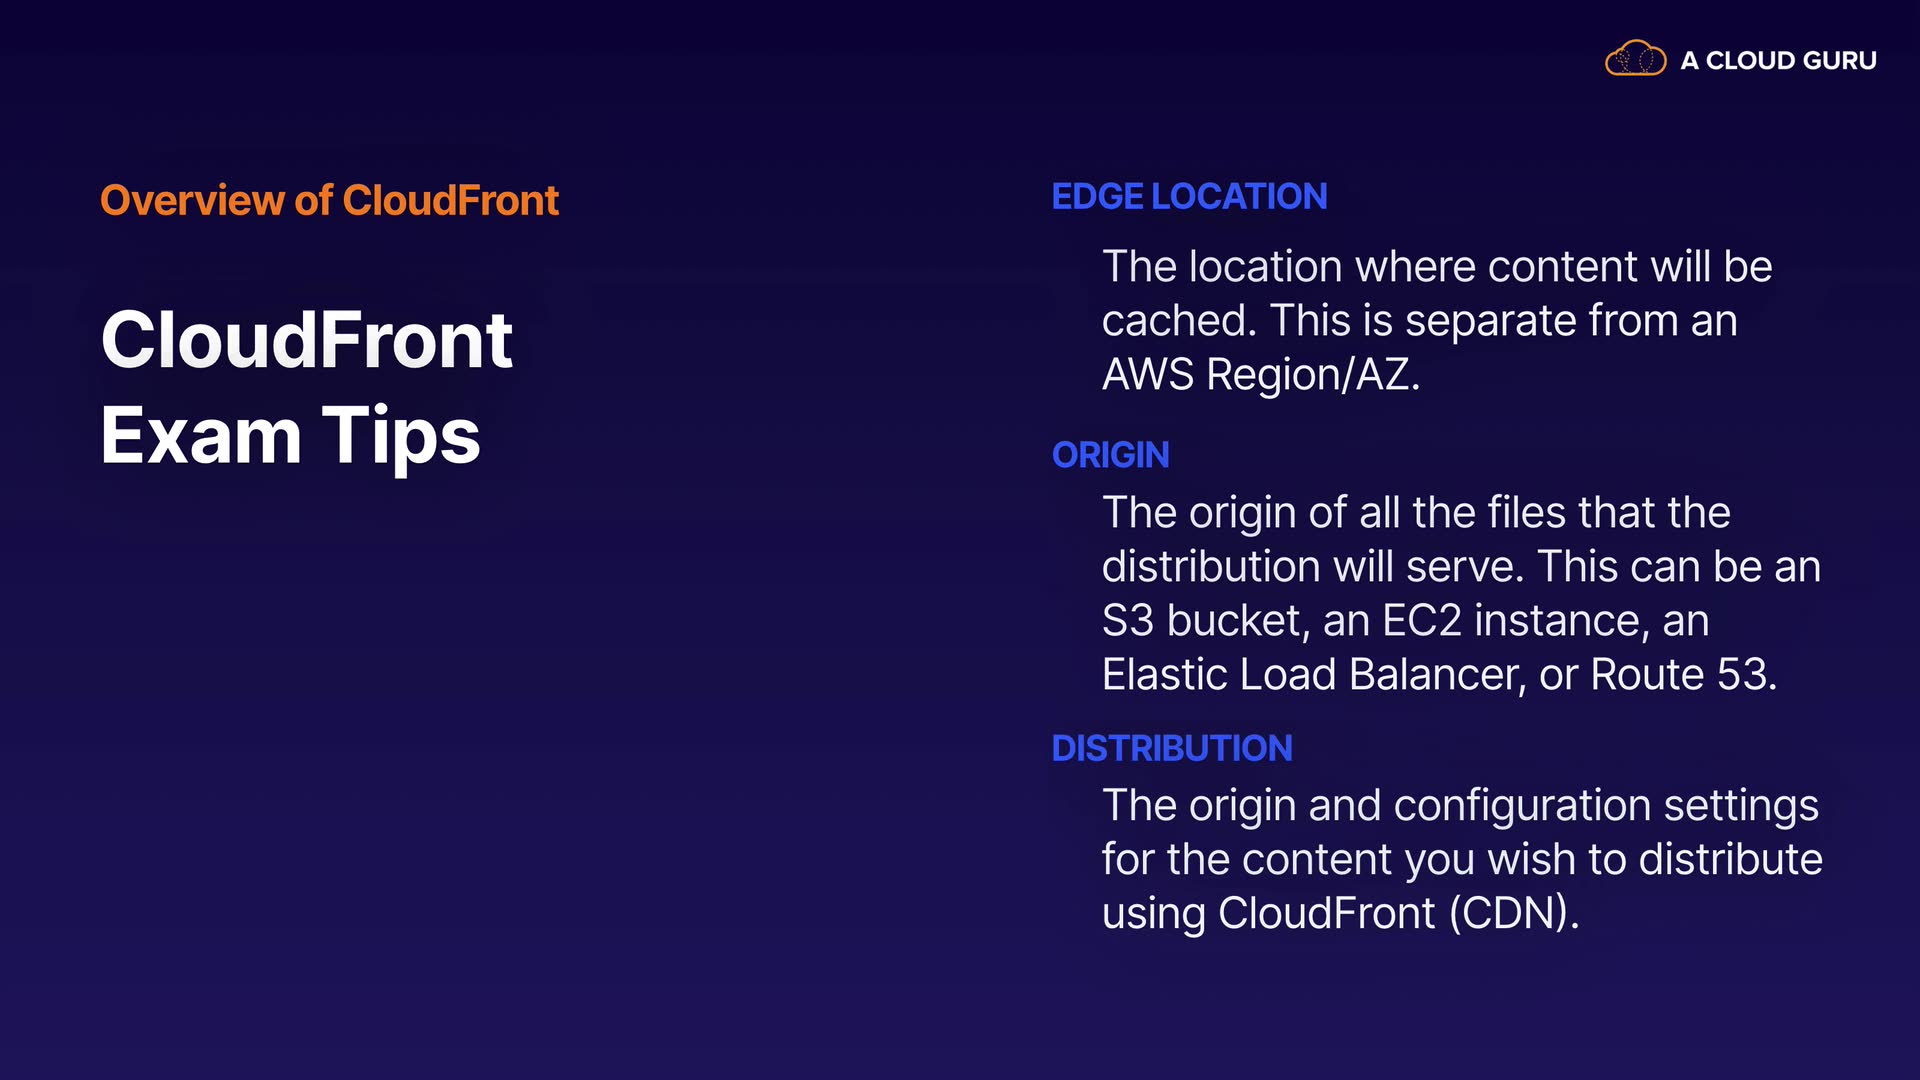 A CLOUD GURU
Overview of CloudFront
CloudFront
Exam Tips
EDGE LOCATION
The location where content will be
cached. This is separate from an
AWS Region/AZ.
ORIGIN
The origin of all the files that the
distribution will serve. This can be an
S3 bucket, an EC2 instance, an
Elastic Load Balancer, or Route 53.
DISTRIBUTION
The origin and configuration settings
for the content you wish to distribute
using CloudFront (CDN).